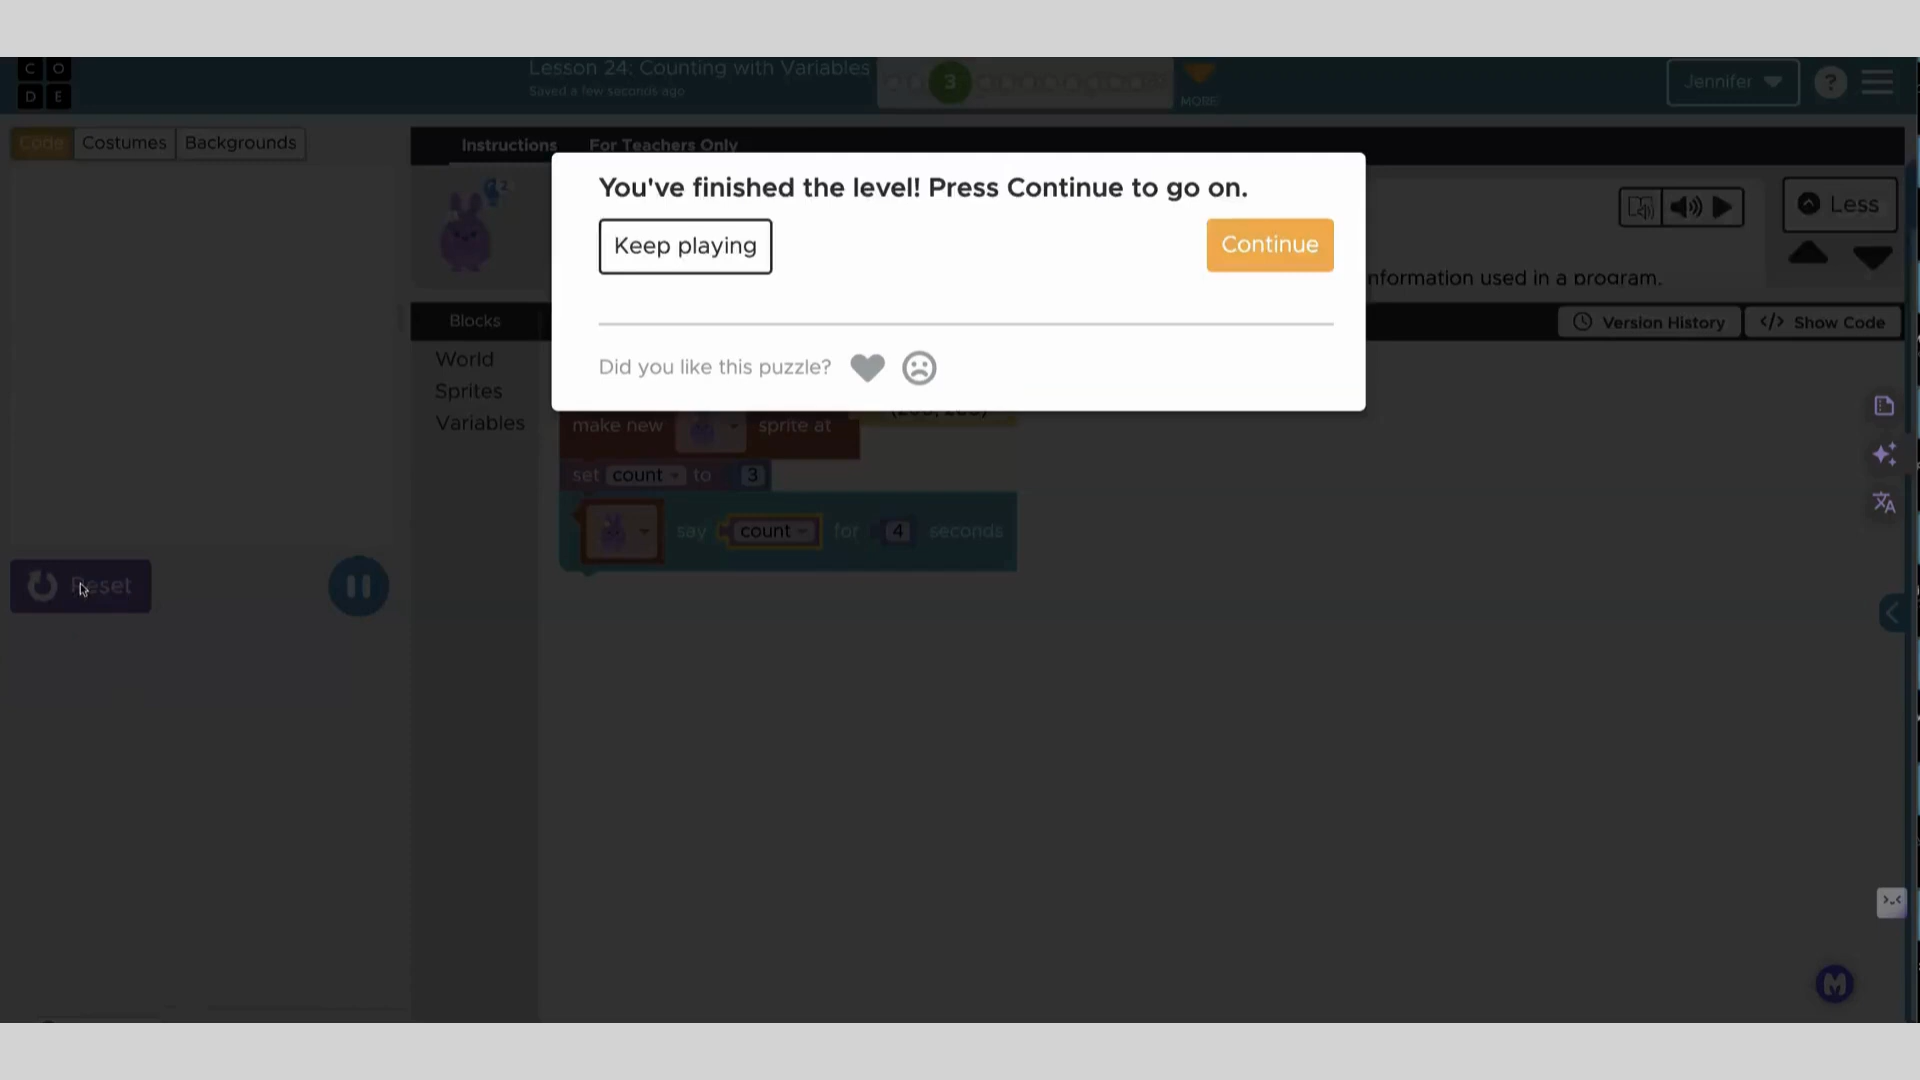 C O
D E
Lesson 24: Counting with Variables
Saved a few seconds ago
3
MORE
Jennifer
?
Code Costumes Backgrounds
Instructions For Teachers Only
You've finished the level! Press Continue to go on.
Keep playing
Continue
Less
nformation used in a program.
Did you like this puzzle?
Blocks
Version History
</> Show Code
World
Sprites
Variables
make new sprite at
set count to 3
say count for 4 seconds
Reset
M